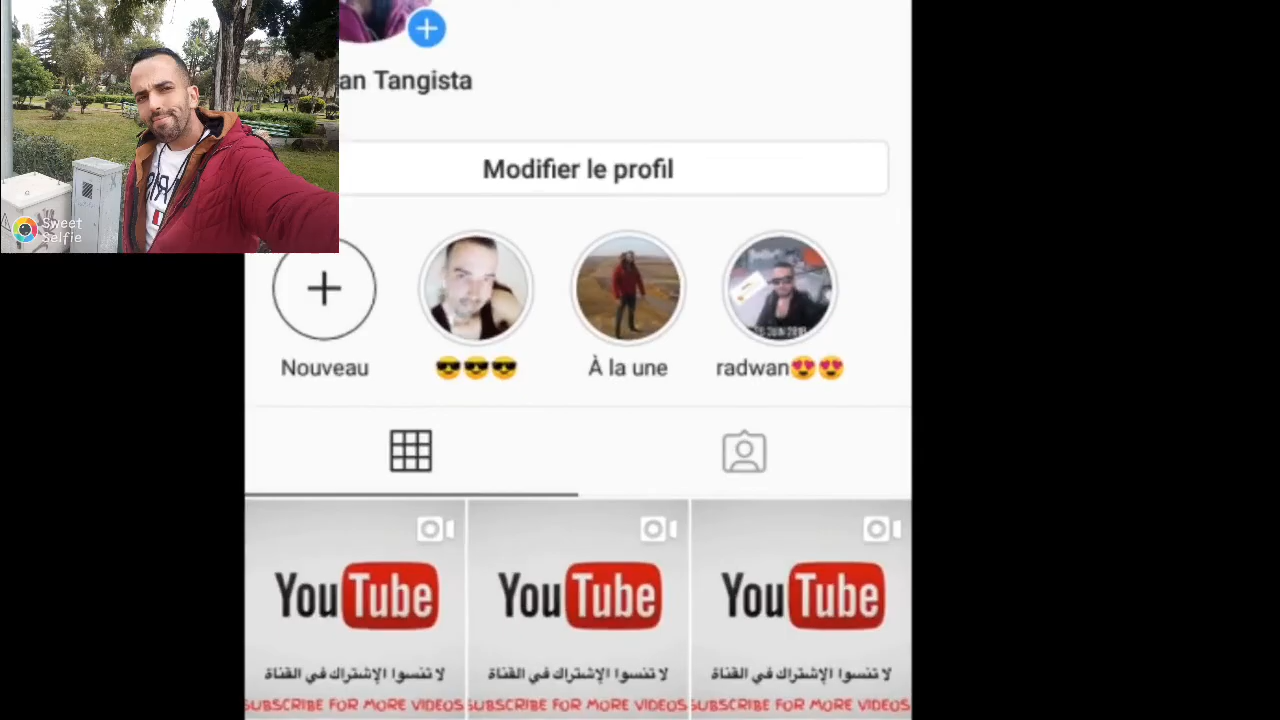 Sweet
Selfie
an Tangista
Modifier le profil
Nouveau
😎😎😎
À la une
radwan😍😍
YouTube
لا تنسوا الإشتراك في القناة
SUBSCRIBE FOR MORE VIDEOS
YouTube
لا تنسوا الإشتراك في القناة
SUBSCRIBE FOR MORE VIDEOS
YouTube
لا تنسوا الإشتراك في القناة
SUBSCRIBE FOR MORE VIDEOS